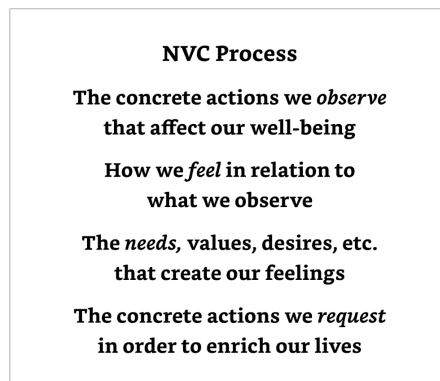 NVC Process
The concrete actions we observe
that affect our well-being
How we feel in relation to
what we observe
The needs, values, desires, etc.
that create our feelings
The concrete actions we request
in order to enrich our lives